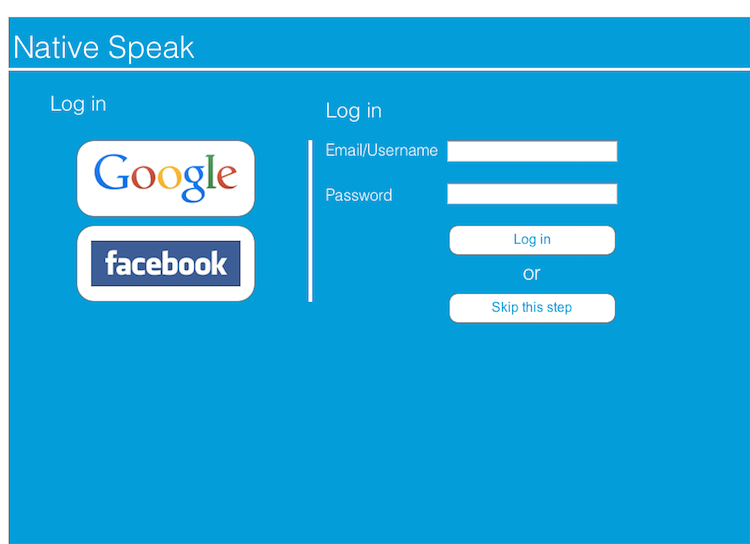 Native Speak
Log in
Google
facebook
Log in
Email/Username
Password
Log in
or
Skip this step